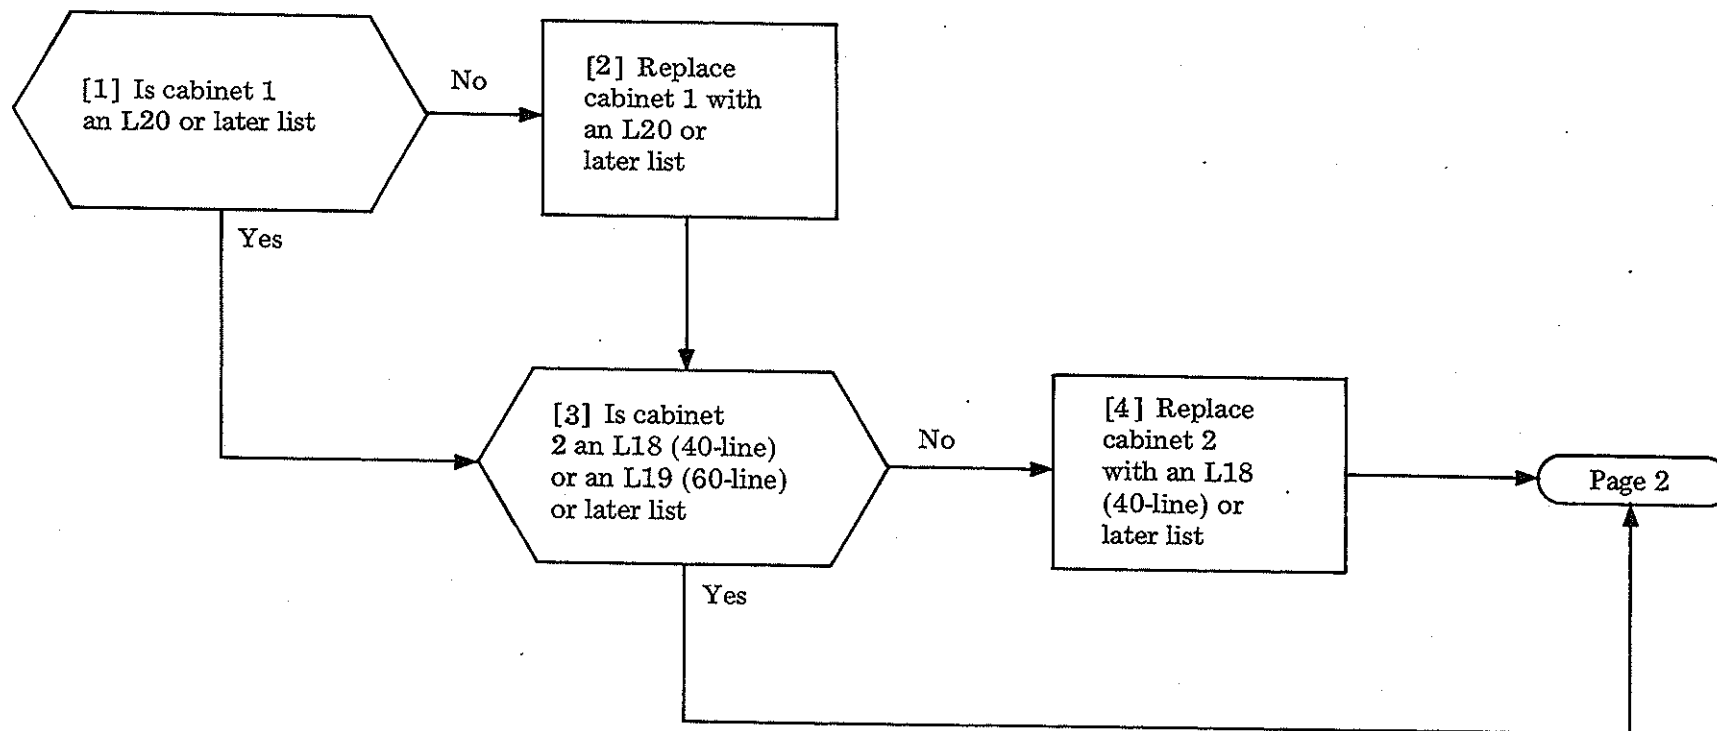 [1] Is cabinet 1
an L20 or later list
No
[2] Replace
cabinet 1 with
an L20 or
later list
Yes
[3] Is cabinet
2 an L18 (40-line)
or an L19 (60-line)
or later list
No
[4] Replace
cabinet 2
with an L18
(40-line) or
later list
Page 2
Yes